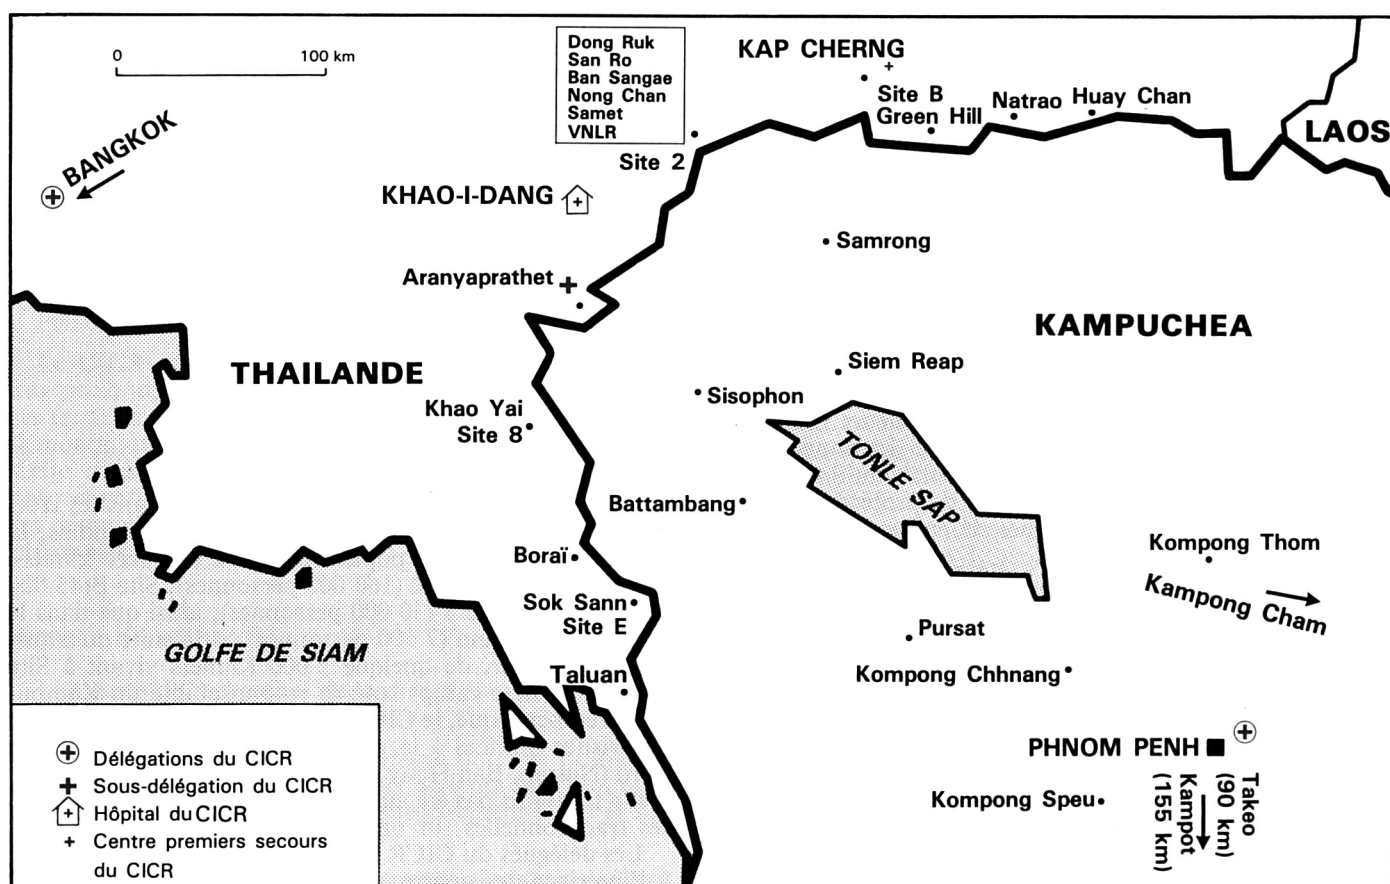 0 100 km
Dong Ruk
San Ro
Ban Sangae
Nong Chan
Samet
VNLR
Site 2
KAP CHERNG
Site B
Green Hill
Natrao
Huay Chan
LAOS
BANGKOK
KHAO-I-DANG
Aranyaprathet
Samrong
KAMPUCHEA
THAILANDE
Siem Reap
Sisophon
Khao Yai
Site 8
TONLE SAP
Battambang
Boraï
Kompong Thom
Kampong Cham
Sok Sann
Site E
Pursat
GOLFE DE SIAM
Taluan
Kompong Chhnang
PHNOM PENH
Kompong Speu
Takeo
(90 km)
Kampot
(155 km)
Délégations du CICR
Sous-délégation du CICR
Hôpital du CICR
Centre premiers secours
du CICR